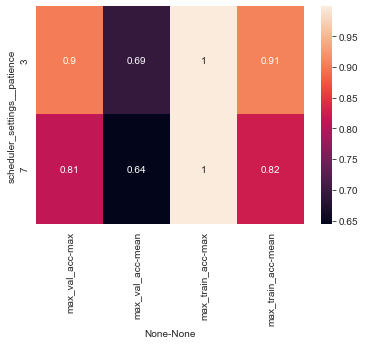 scheduler_settings__patience
3
7
0.9 0.69 1 0.91
0.81 0.64 1 0.82
max_val_acc-max
max_val_acc-mean
max_train_acc-max
max_train_acc-mean
None-None
0.95
0.90
0.85
0.80
0.75
0.70
0.65